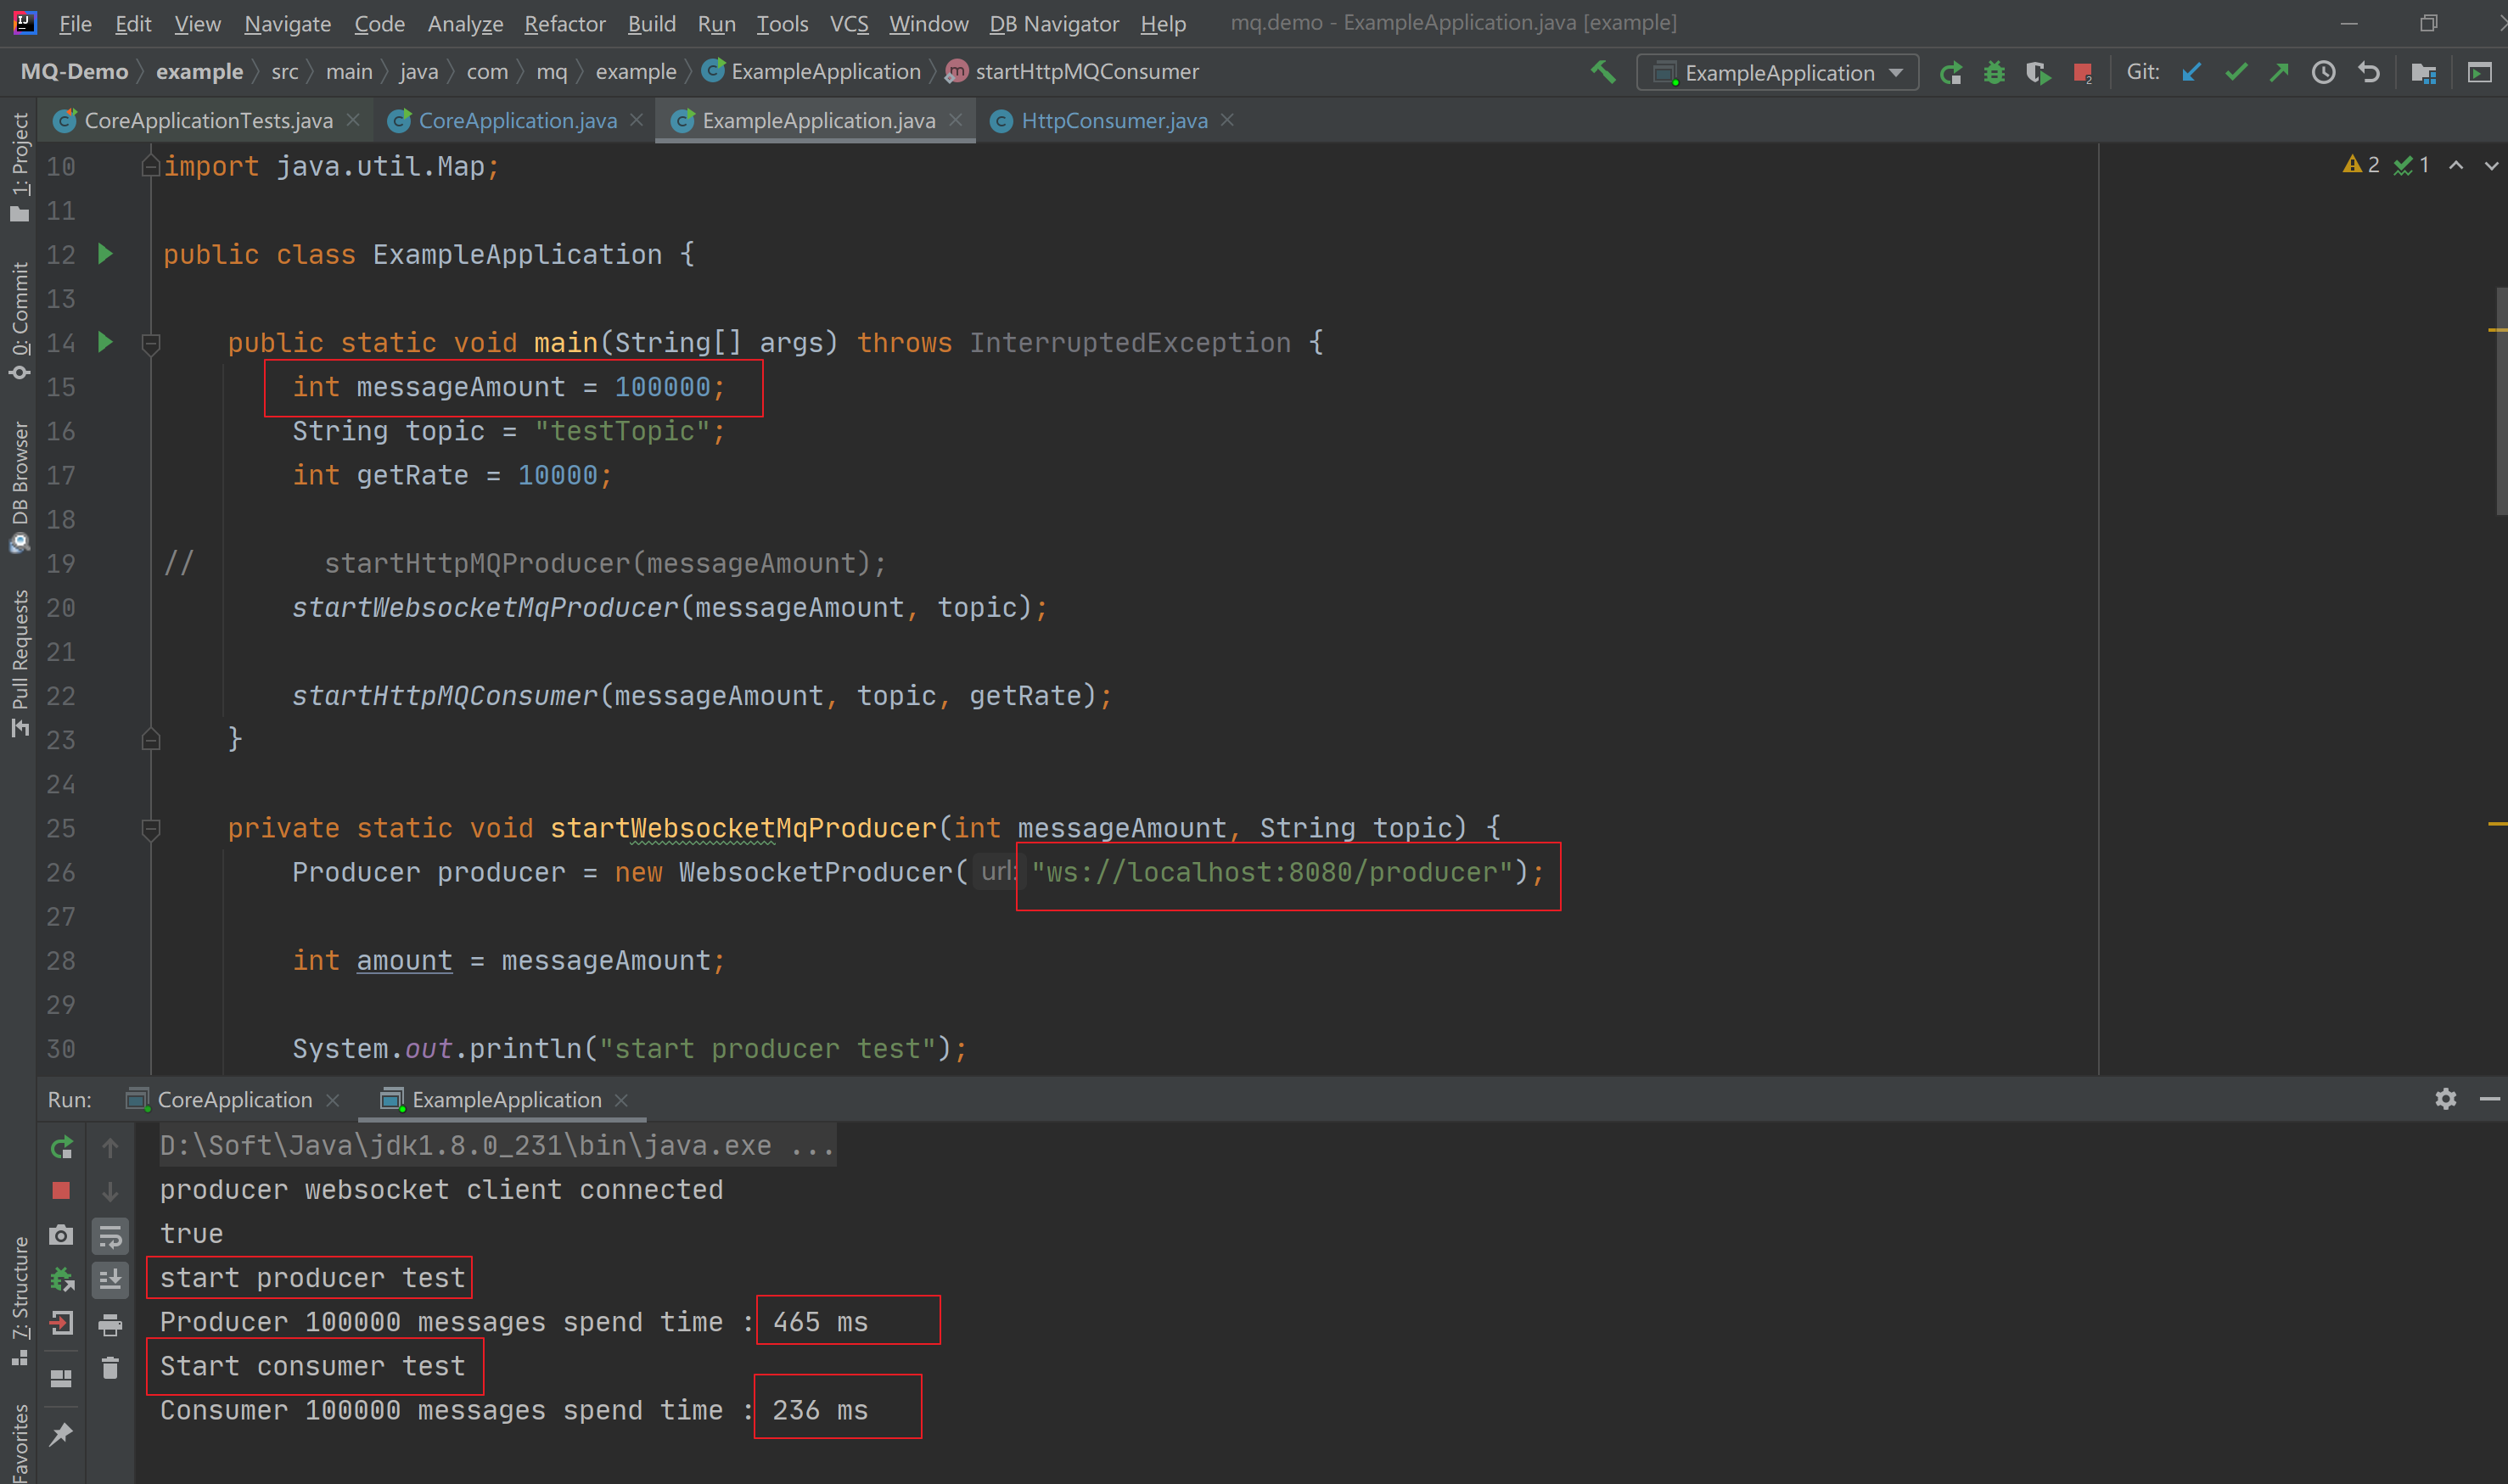 File Edit View Navigate Code Analyze Refactor Build Run Tools VCS Window DB Navigator Help mq.demo - ExampleApplication.java [example]
MQ-Demo example src main java com mq example ExampleApplication startHttpMQConsumer ExampleApplication Git:
CoreApplicationTests.java CoreApplication.java ExampleApplication.java HttpConsumer.java
1: Project
0: Commit
DB Browser
Pull Requests
7: Structure
Favorites
2 1
10 import java.util.Map;
11
12 public class ExampleApplication {
13
14 public static void main(String[] args) throws InterruptedException {
15 int messageAmount = 100000;
16 String topic = "testTopic";
17 int getRate = 10000;
18
19 // startHttpMQProducer(messageAmount);
20 startWebsocketMqProducer(messageAmount, topic);
21
22 startHttpMQConsumer(messageAmount, topic, getRate);
23 }
24
25 private static void startWebsocketMqProducer(int messageAmount, String topic) {
26 Producer producer = new WebsocketProducer( url: "ws://localhost:8080/producer");
27
28 int amount = messageAmount;
29
30 System.out.println("start producer test");
Run: CoreApplication ExampleApplication
D:\Soft\Java\jdk1.8.0_231\bin\java.exe ...
producer websocket client connected
true
start producer test
Producer 100000 messages spend time : 465 ms
Start consumer test
Consumer 100000 messages spend time : 236 ms